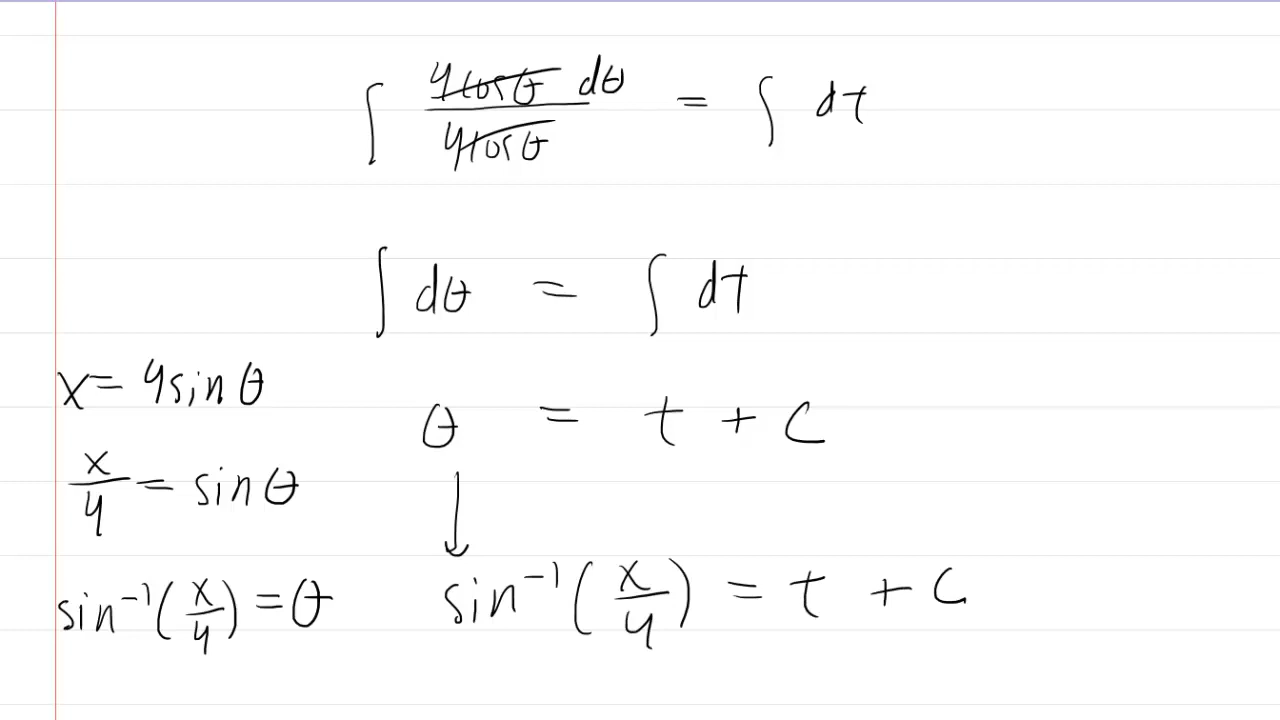 ∫ 4cosθ dθ / 4cosθ = ∫ dt
∫ dθ = ∫ dt
x = 4sinθ
θ = t + C
x/4 = sinθ
↓
sin⁻¹(x/4) = θ
sin⁻¹(x/4) = t + C